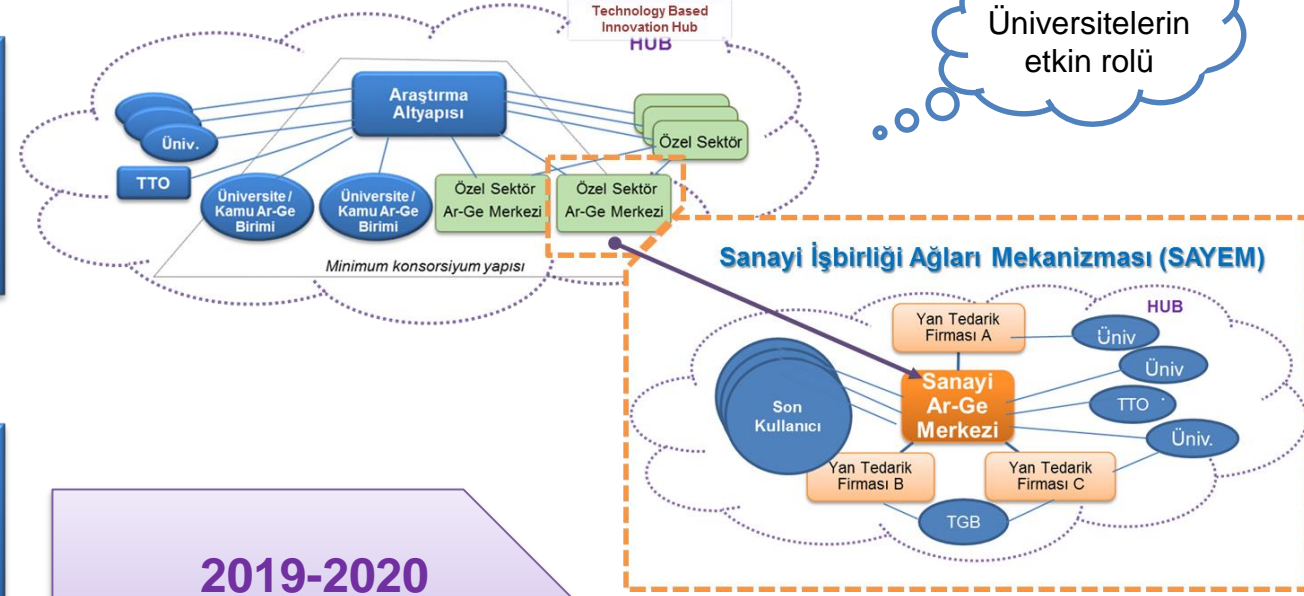 Technology Based
Innovation Hub
HUB
Üniversitelerin
etkin rolü
Araştırma
Altyapısı
Üniv.
Özel Sektör
TTO
Üniversite /
Kamu Ar-Ge
Birimi
Üniversite /
Kamu Ar-Ge
Birimi
Özel Sektör
Ar-Ge Merkezi
Özel Sektör
Ar-Ge Merkezi
Minimum konsorsiyum yapısı
Sanayi İşbirliği Ağları Mekanizması (SAYEM)
HUB
Yan Tedarik
Firması A
Üniv
Üniv
Sanayi
Ar-Ge
Merkezi
Son
Kullanıcı
TTO
Üniv.
Yan Tedarik
Firması B
Yan Tedarik
Firması C
TGB
2019-2020